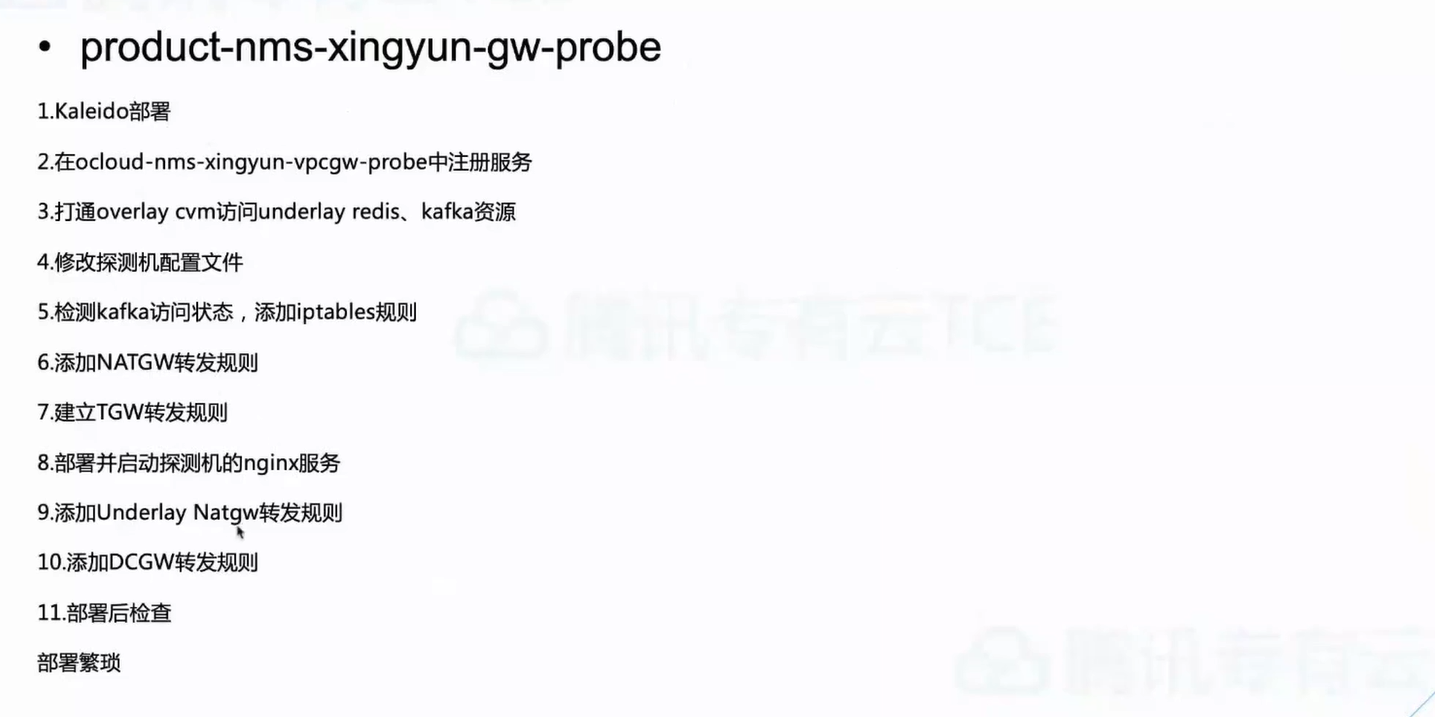 • product-nms-xingyun-gw-probe
1.Kaleido部署
2.在ocloud-nms-xingyun-vpcgw-probe中注册服务
3.打通overlay cvm访问underlay redis、kafka资源
4.修改探测机配置文件
5.检测kafka访问状态，添加iptables规则
6.添加NATGW转发规则
7.建立TGW转发规则
8.部署并启动探测机的nginx服务
9.添加Underlay Natgw转发规则
10.添加DCGW转发规则
11.部署后检查
部署繁琐
腾讯专有云TCE
腾讯专有云